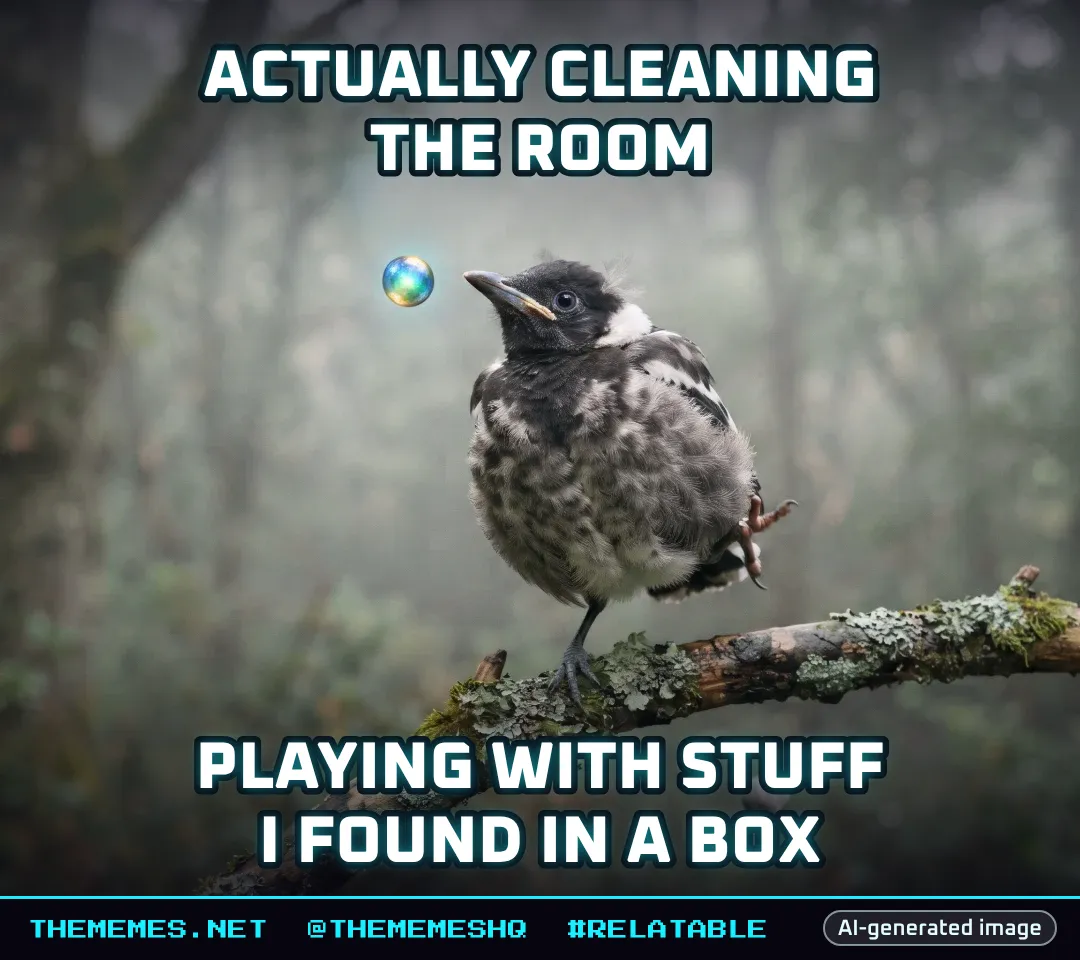 ACTUALLY CLEANING
THE ROOM
PLAYING WITH STUFF
I FOUND IN A BOX
THEMEMES.NET @THEMEMESHQ #RELATABLE AI-generated image